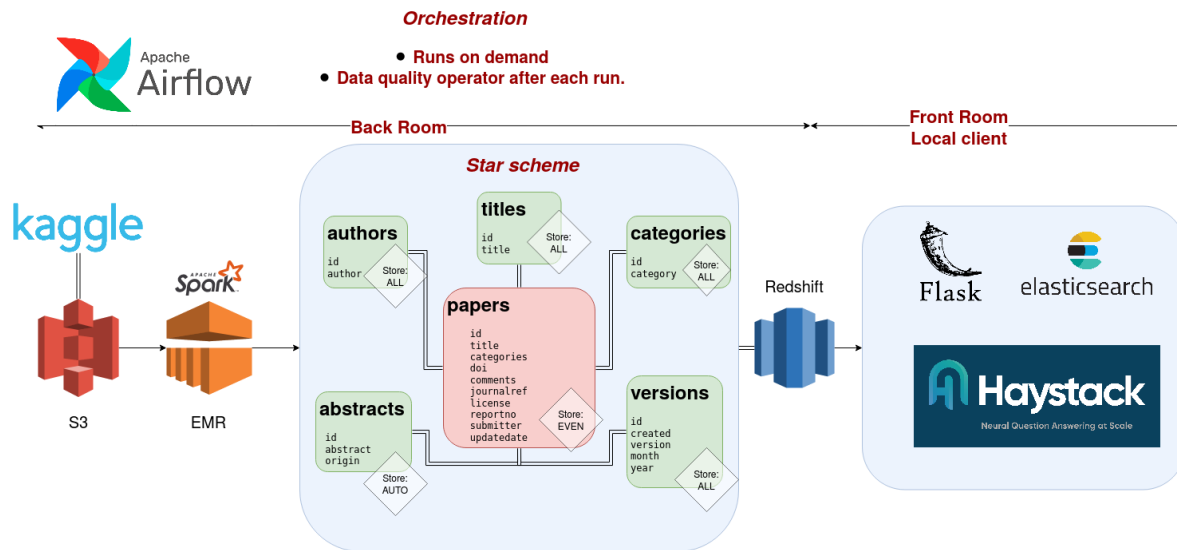 Orchestration
Apache
Airflow
● Runs on demand
● Data quality operator after each run.
Back Room
Front Room
Local client
Star scheme
kaggle
APACHE
Spark
S3
EMR
authors
id
author
Store:
ALL
titles
id
title
Store:
ALL
categories
id
category
Store:
ALL
papers
id
title
categories
doi
comments
journalref
license
reportno
submitter
updatedate
Store:
EVEN
abstracts
id
abstract
origin
Store:
AUTO
versions
id
created
version
month
year
Store:
ALL
Redshift
Flask
elasticsearch
Haystack
Neural Question Answering at Scale